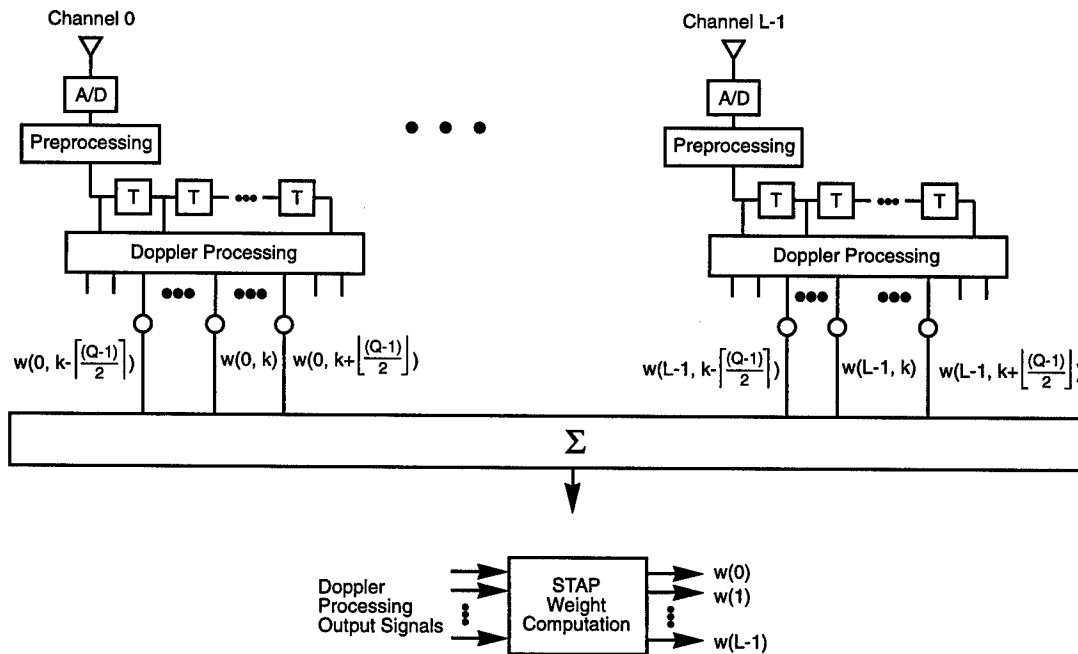 Channel 0
Channel L-1
A/D
A/D
Preprocessing
Preprocessing
T T T
T T T
Doppler Processing
Doppler Processing
w(0, k-⌈(Q-1)/2⌉) w(0, k) w(0, k+⌊(Q-1)/2⌋)
w(L-1, k-⌈(Q-1)/2⌉) w(L-1, k) w(L-1, k+⌊(Q-1)/2⌋)
Σ
Doppler
Processing
Output Signals
STAP
Weight
Computation
w(0)
w(1)
w(L-1)